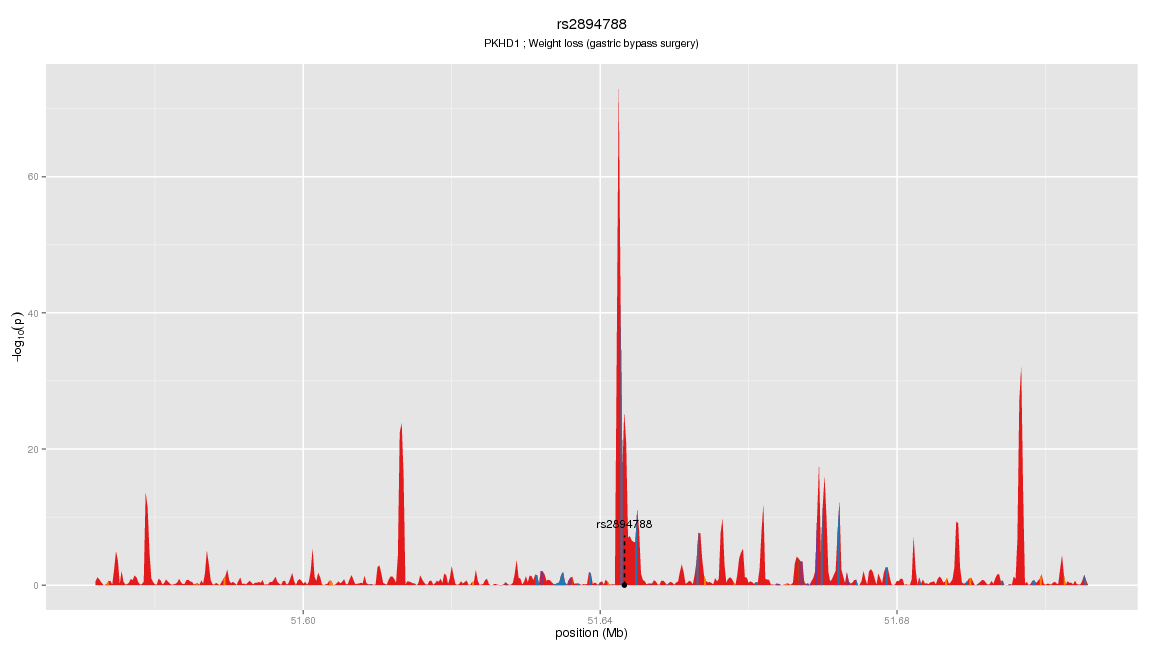 rs2894788
PKHD1 ; Weight loss (gastric bypass surgery)
−log10(p)
60
40
20
0
rs2894788
51.60
51.64
51.68
position (Mb)